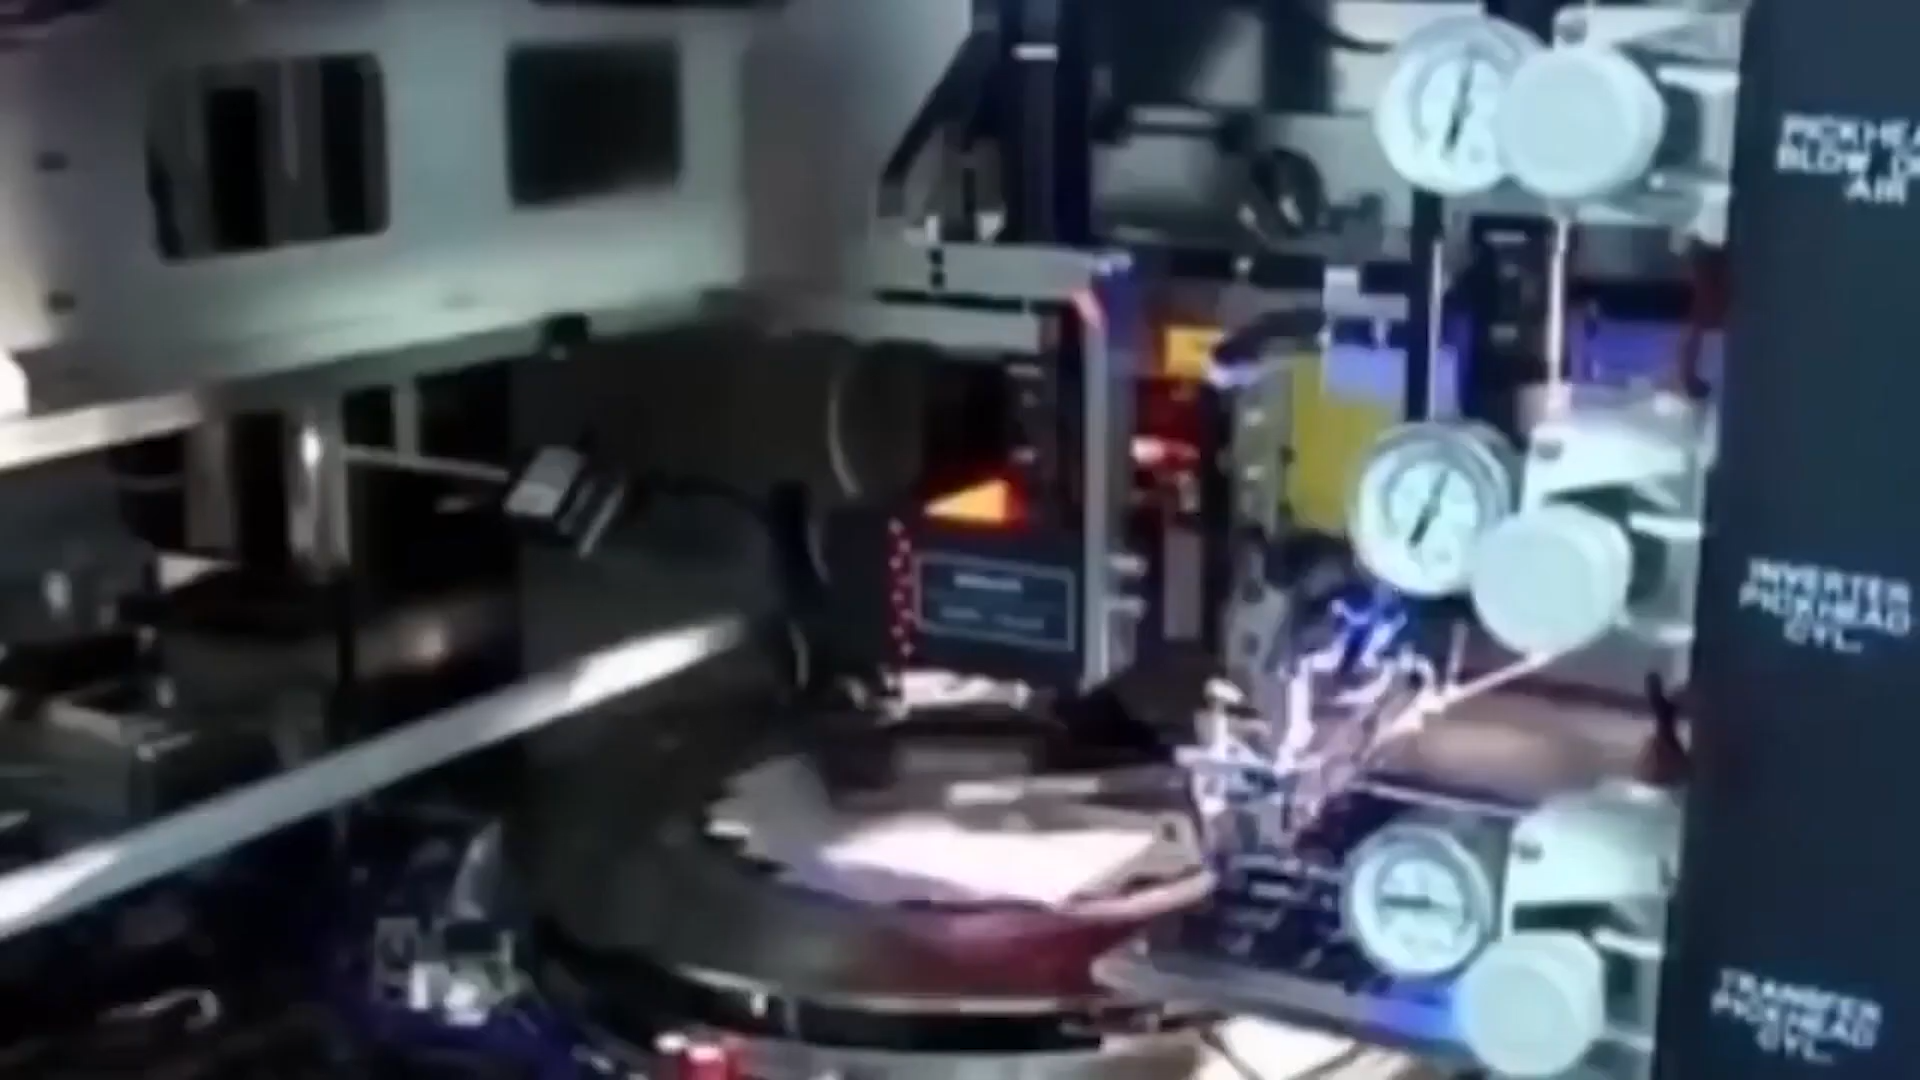 PICKHEA
BLOW O
AIR
INVERTER
PICKHEAD
CYL.
TRANSFER
PICKHEAD
CYL.